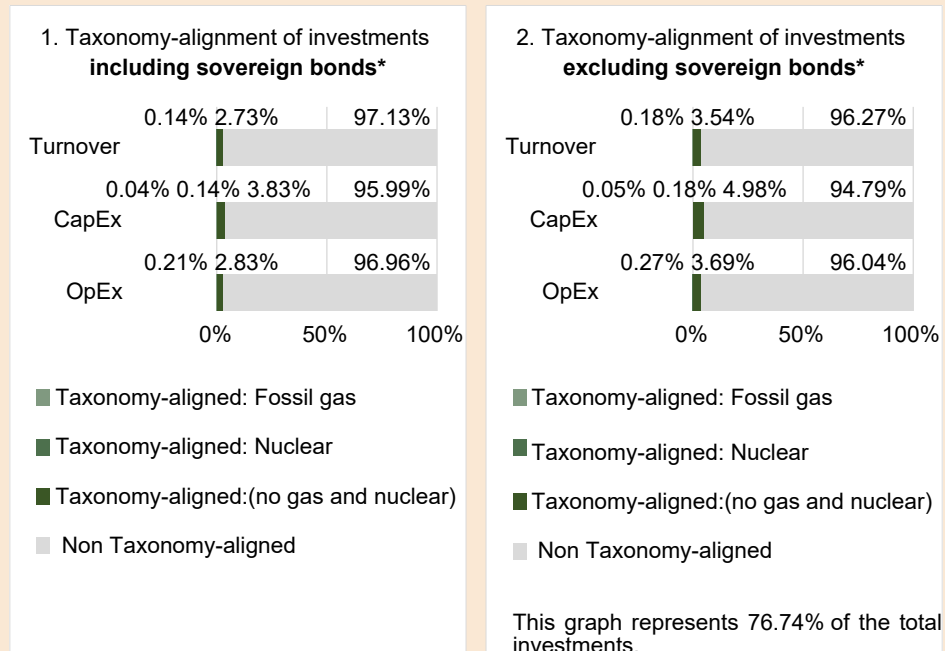 1. Taxonomy-alignment of investments
including sovereign bonds*
0.14% 2.73% 97.13%
Turnover
0.04% 0.14% 3.83% 95.99%
CapEx
0.21% 2.83% 96.96%
OpEx
0% 50% 100%
Taxonomy-aligned: Fossil gas
Taxonomy-aligned: Nuclear
Taxonomy-aligned:(no gas and nuclear)
Non Taxonomy-aligned
2. Taxonomy-alignment of investments
excluding sovereign bonds*
0.18% 3.54% 96.27%
Turnover
0.05% 0.18% 4.98% 94.79%
CapEx
0.27% 3.69% 96.04%
OpEx
0% 50% 100%
Taxonomy-aligned: Fossil gas
Taxonomy-aligned: Nuclear
Taxonomy-aligned:(no gas and nuclear)
Non Taxonomy-aligned
This graph represents 76.74% of the total
investments.